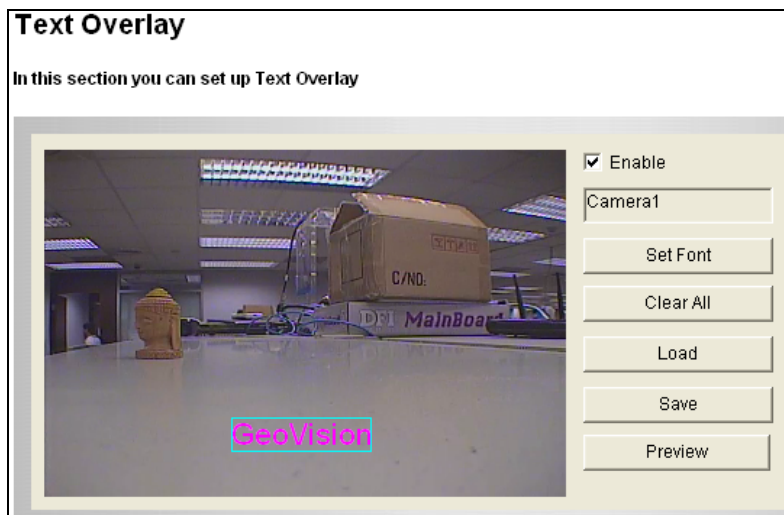 Text Overlay
In this section you can set up Text Overlay
Enable
Camera1
Set Font
Clear All
Load
Save
Preview
C/NO:
DFI MainBoard
GeoVision